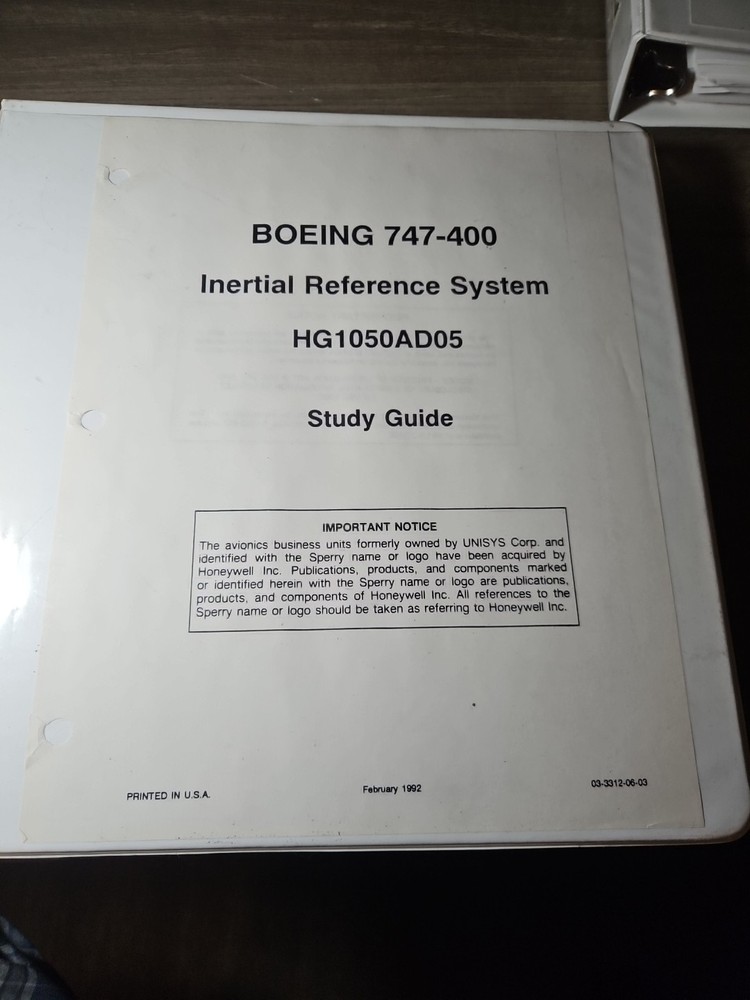 BOEING 747-400
Inertial Reference System
HG1050AD05
Study Guide
IMPORTANT NOTICE
The avionics business units formerly owned by UNISYS Corp. and
identified with the Sperry name or logo have been acquired by
Honeywell Inc. Publications, products, and components marked
or identified herein with the Sperry name or logo are publications,
products, and components of Honeywell Inc. All references to the
Sperry name or logo should be taken as referring to Honeywell Inc.
PRINTED IN U.S.A.
February 1992
03-3312-06-03